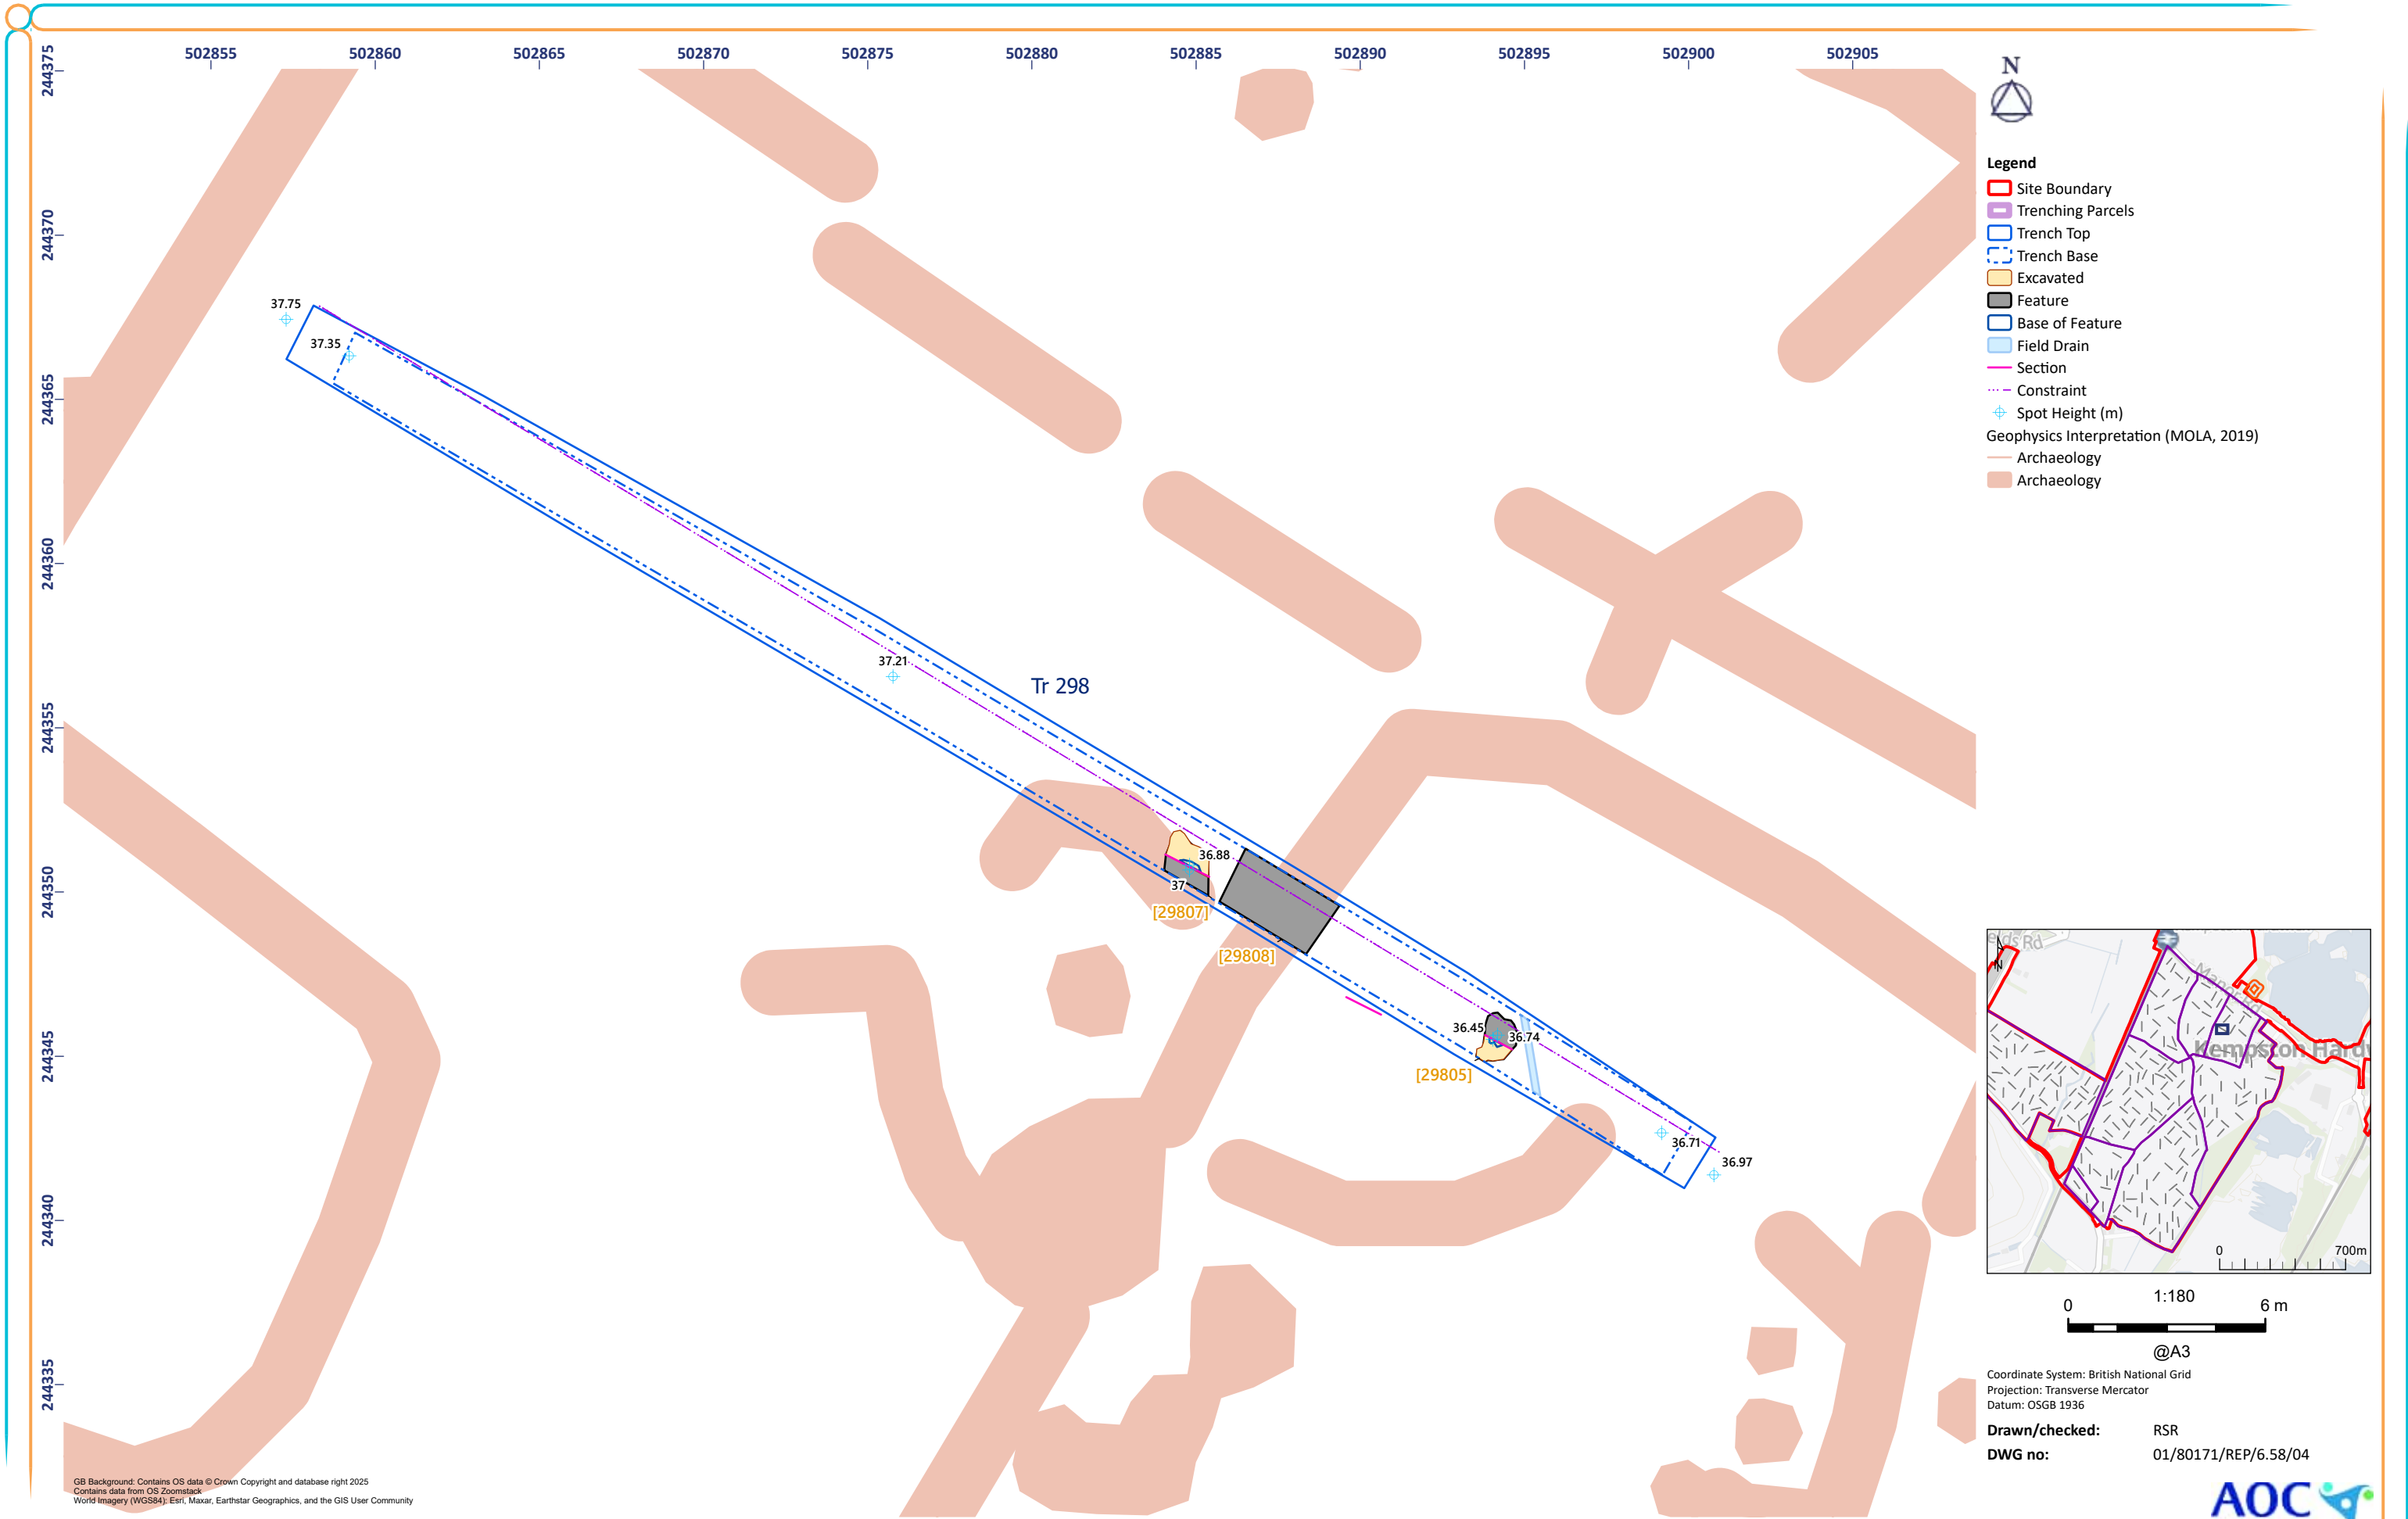 502855 502860 502865 502870 502875 502880 502885 502890 502895 502900 502905
244375
244370
244365
244360
244355
244350
244345
244340
244335
37.75
37.35
37.21
Tr 298
36.88
37
[29807]
[29808]
36.45
36.74
[29805]
36.71
36.97
N
Legend
Site Boundary
Trenching Parcels
Trench Top
Trench Base
Excavated
Feature
Base of Feature
Field Drain
Section
Constraint
Spot Height (m)
Geophysics Interpretation (MOLA, 2019)
Archaeology
Archaeology
Rd
N
Kempston Hardw
0 700m
1:180
0 6 m
@A3
Coordinate System: British National Grid
Projection: Transverse Mercator
Datum: OSGB 1936
Drawn/checked: RSR
DWG no: 01/80171/REP/6.58/04
AOC
GB Background: Contains OS data © Crown Copyright and database right 2025
Contains data from OS Zoomstack
World Imagery (WGS84): Esri, Maxar, Earthstar Geographics, and the GIS User Community